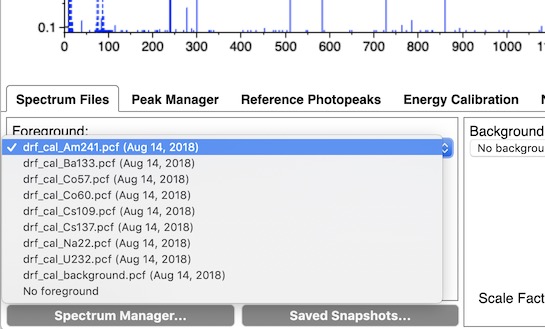 0.1
0 100 200 300 400 500 600 700 800 900 1000
Spectrum Files Peak Manager Reference Photopeaks Energy Calibration
Foreground:
✓ drf_cal_Am241.pcf (Aug 14, 2018)
drf_cal_Ba133.pcf (Aug 14, 2018)
drf_cal_Co57.pcf (Aug 14, 2018)
drf_cal_Co60.pcf (Aug 14, 2018)
drf_cal_Cs109.pcf (Aug 14, 2018)
drf_cal_Cs137.pcf (Aug 14, 2018)
drf_cal_Na22.pcf (Aug 14, 2018)
drf_cal_U232.pcf (Aug 14, 2018)
drf_cal_background.pcf (Aug 14, 2018)
No foreground
Spectrum Manager... Saved Snapshots...
Background
No backgrou
Scale Fact